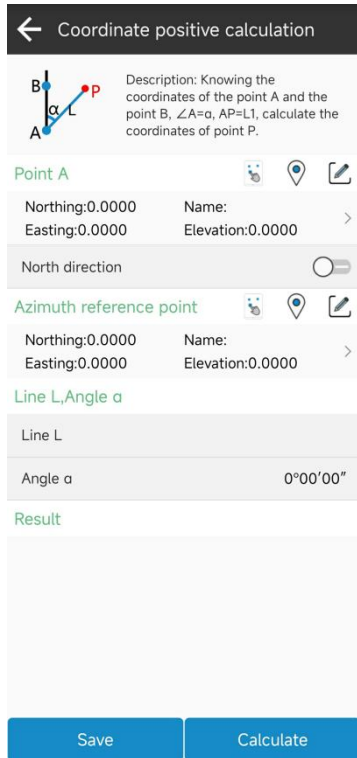 Coordinate positive calculation
B
P
α
L
A
Description: Knowing the
coordinates of the point A and the
point B, ∠A=α, AP=L1, calculate the
coordinates of point P.
Point A
Northing:0.0000 Name:
Easting:0.0000 Elevation:0.0000
North direction
Azimuth reference point
Northing:0.0000 Name:
Easting:0.0000 Elevation:0.0000
Line L,Angle α
Line L
Angle α 0°00′00″
Result
Save Calculate